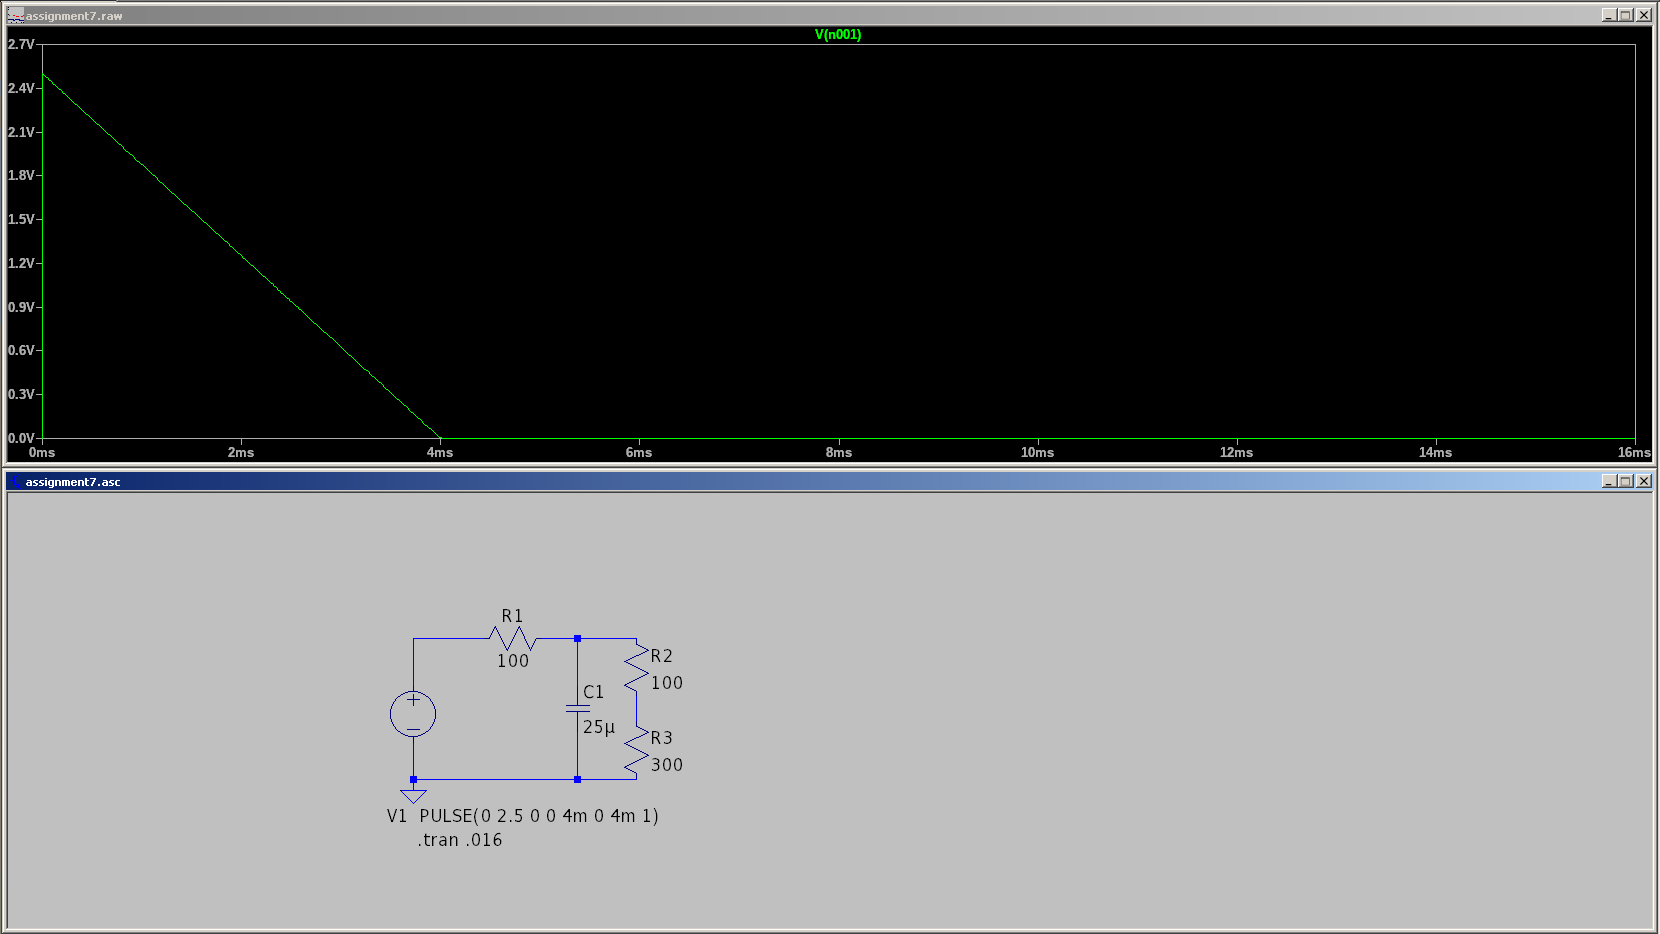 assignment7.raw
V(n001)
2.7V
2.4V
2.1V
1.8V
1.5V
1.2V
0.9V
0.6V
0.3V
0.0V
0ms 2ms 4ms 6ms 8ms 10ms 12ms 14ms 16ms
assignment7.asc
R1
100
R2
100
C1
25µ
R3
300
V1 PULSE(0 2.5 0 0 4m 0 4m 1)
.tran .016